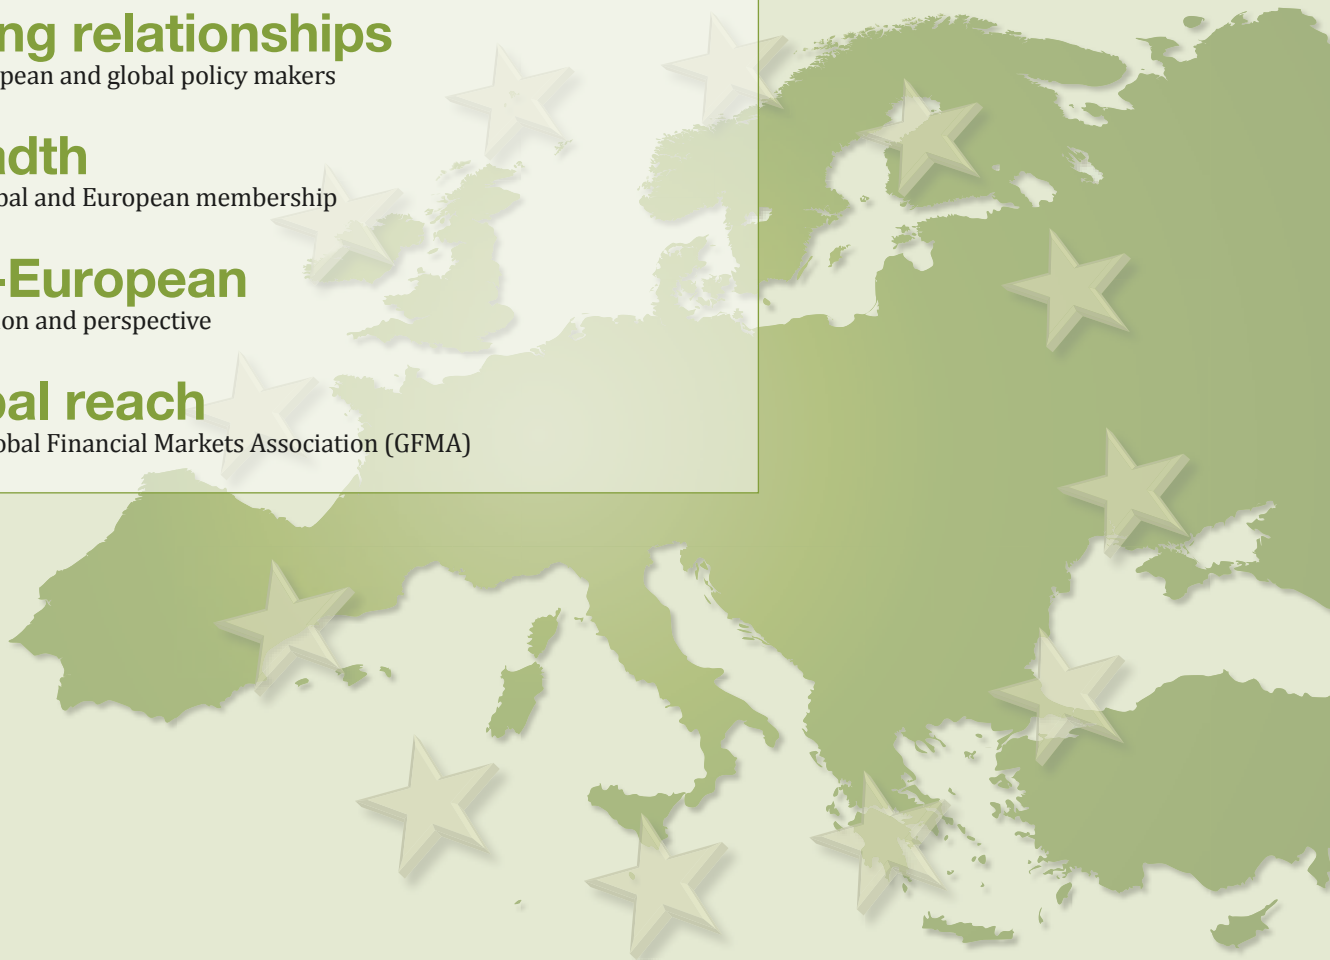 ng relationships
pean and global policy makers
adth
bal and European membership
-European
on and perspective
bal reach
obal Financial Markets Association (GFMA)